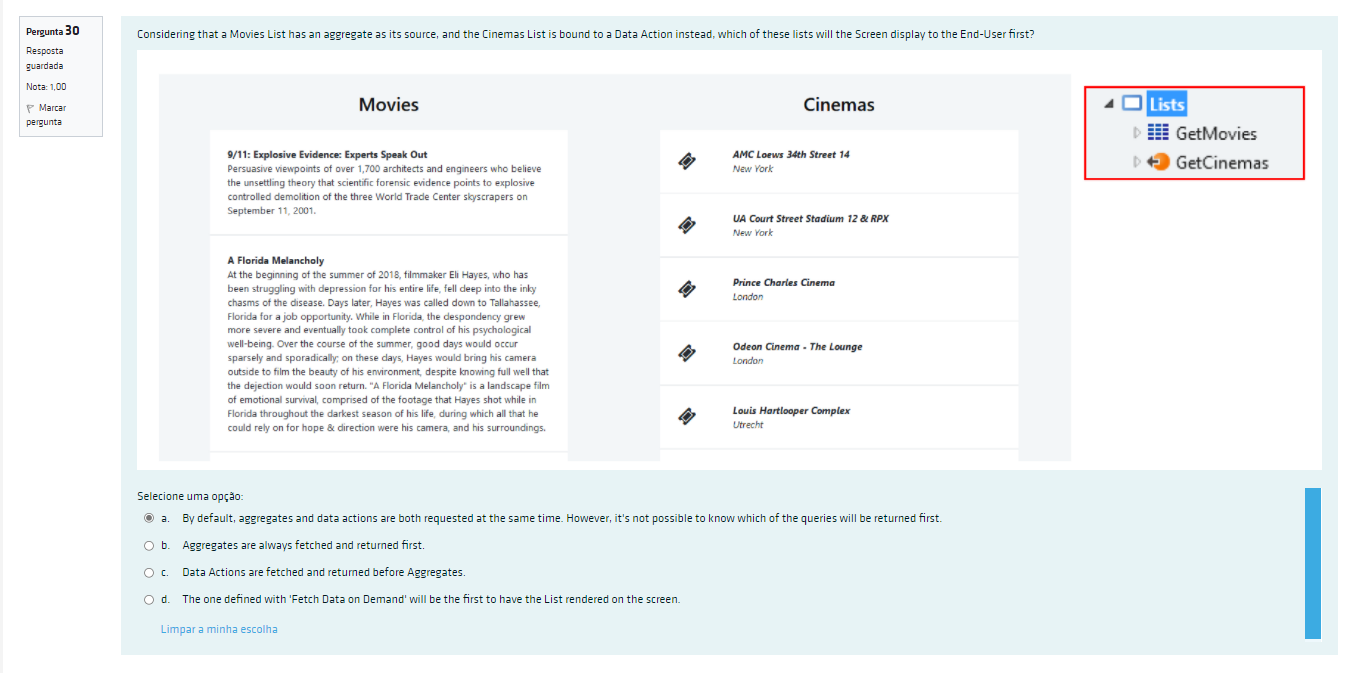 Pergunta 30
Resposta
guardada
Nota: 1,00
Marcar
pergunta
Considering that a Movies List has an aggregate as its source, and the Cinemas List is bound to a Data Action instead, which of these lists will the Screen display to the End-User first?
Movies
9/11: Explosive Evidence: Experts Speak Out
Persuasive viewpoints of over 1,700 architects and engineers who believe
the unsettling theory that scientific forensic evidence points to explosive
controlled demolition of the three World Trade Center skyscrapers on
September 11, 2001.
A Florida Melancholy
At the beginning of the summer of 2018, filmmaker Eli Hayes, who has
been struggling with depression for his entire life, fell deep into the inky
chasms of the disease. Days later, Hayes was called down to Tallahassee,
Florida for a job opportunity. While in Florida, the despondency grew
more severe and eventually took complete control of his psychological
well-being. Over the course of the summer, good days would occur
sparsely and sporadically; on these days, Hayes would bring his camera
outside to film the beauty of his environment, despite knowing full well that
the dejection would soon return. "A Florida Melancholy" is a landscape film
of emotional survival, comprised of the footage that Hayes shot while in
Florida throughout the darkest season of his life, during which all that he
could rely on for hope & direction were his camera, and his surroundings.
Cinemas
AMC Loews 34th Street 14
New York
UA Court Street Stadium 12 & RPX
New York
Prince Charles Cinema
London
Odeon Cinema - The Lounge
London
Louis Hartlooper Complex
Utrecht
Lists
GetMovies
GetCinemas
Selecione uma opção:
a. By default, aggregates and data actions are both requested at the same time. However, it's not possible to know which of the queries will be returned first.
b. Aggregates are always fetched and returned first.
c. Data Actions are fetched and returned before Aggregates.
d. The one defined with 'Fetch Data on Demand' will be the first to have the List rendered on the screen.
Limpar a minha escolha